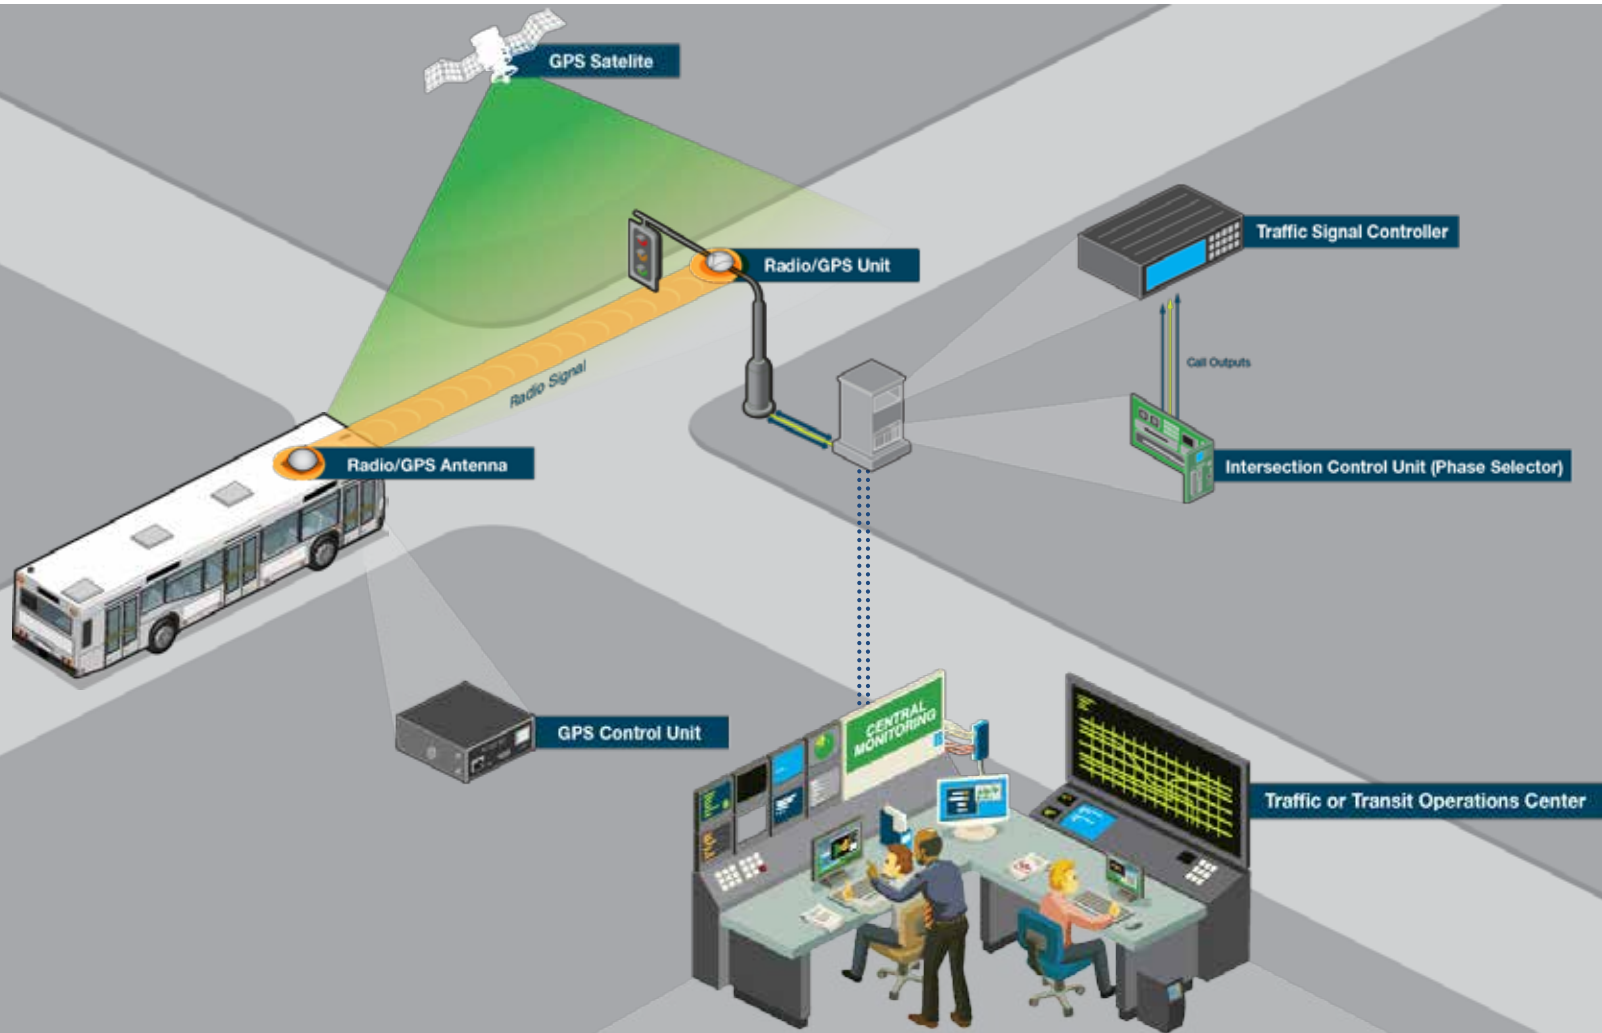 GPS Satelite
Traffic Signal Controller
Radio/GPS Unit
Call Outputs
Radio Signal
Radio/GPS Antenna
Intersection Control Unit (Phase Selector)
GPS Control Unit
CENTRAL
MONITORING
Traffic or Transit Operations Center